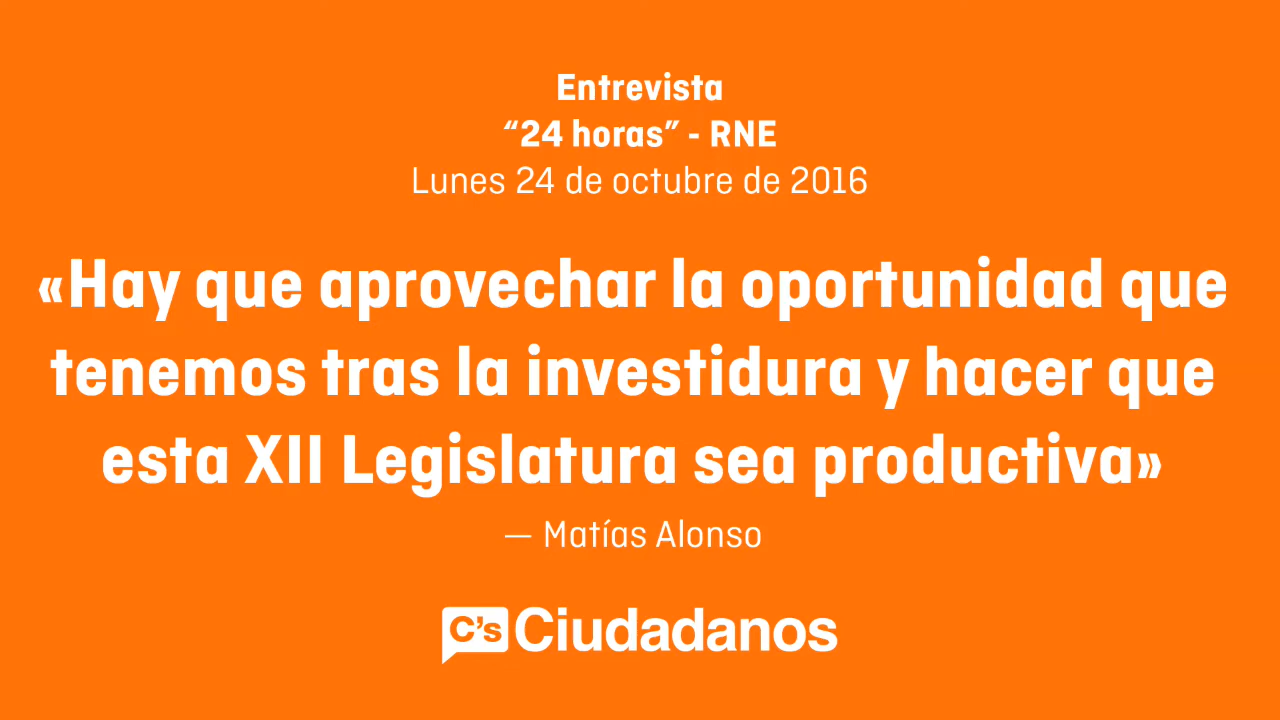 Entrevista
“24 horas” - RNE
Lunes 24 de octubre de 2016
«Hay que aprovechar la oportunidad que
tenemos tras la investidura y hacer que
esta XII Legislatura sea productiva»
— Matías Alonso
C's Ciudadanos